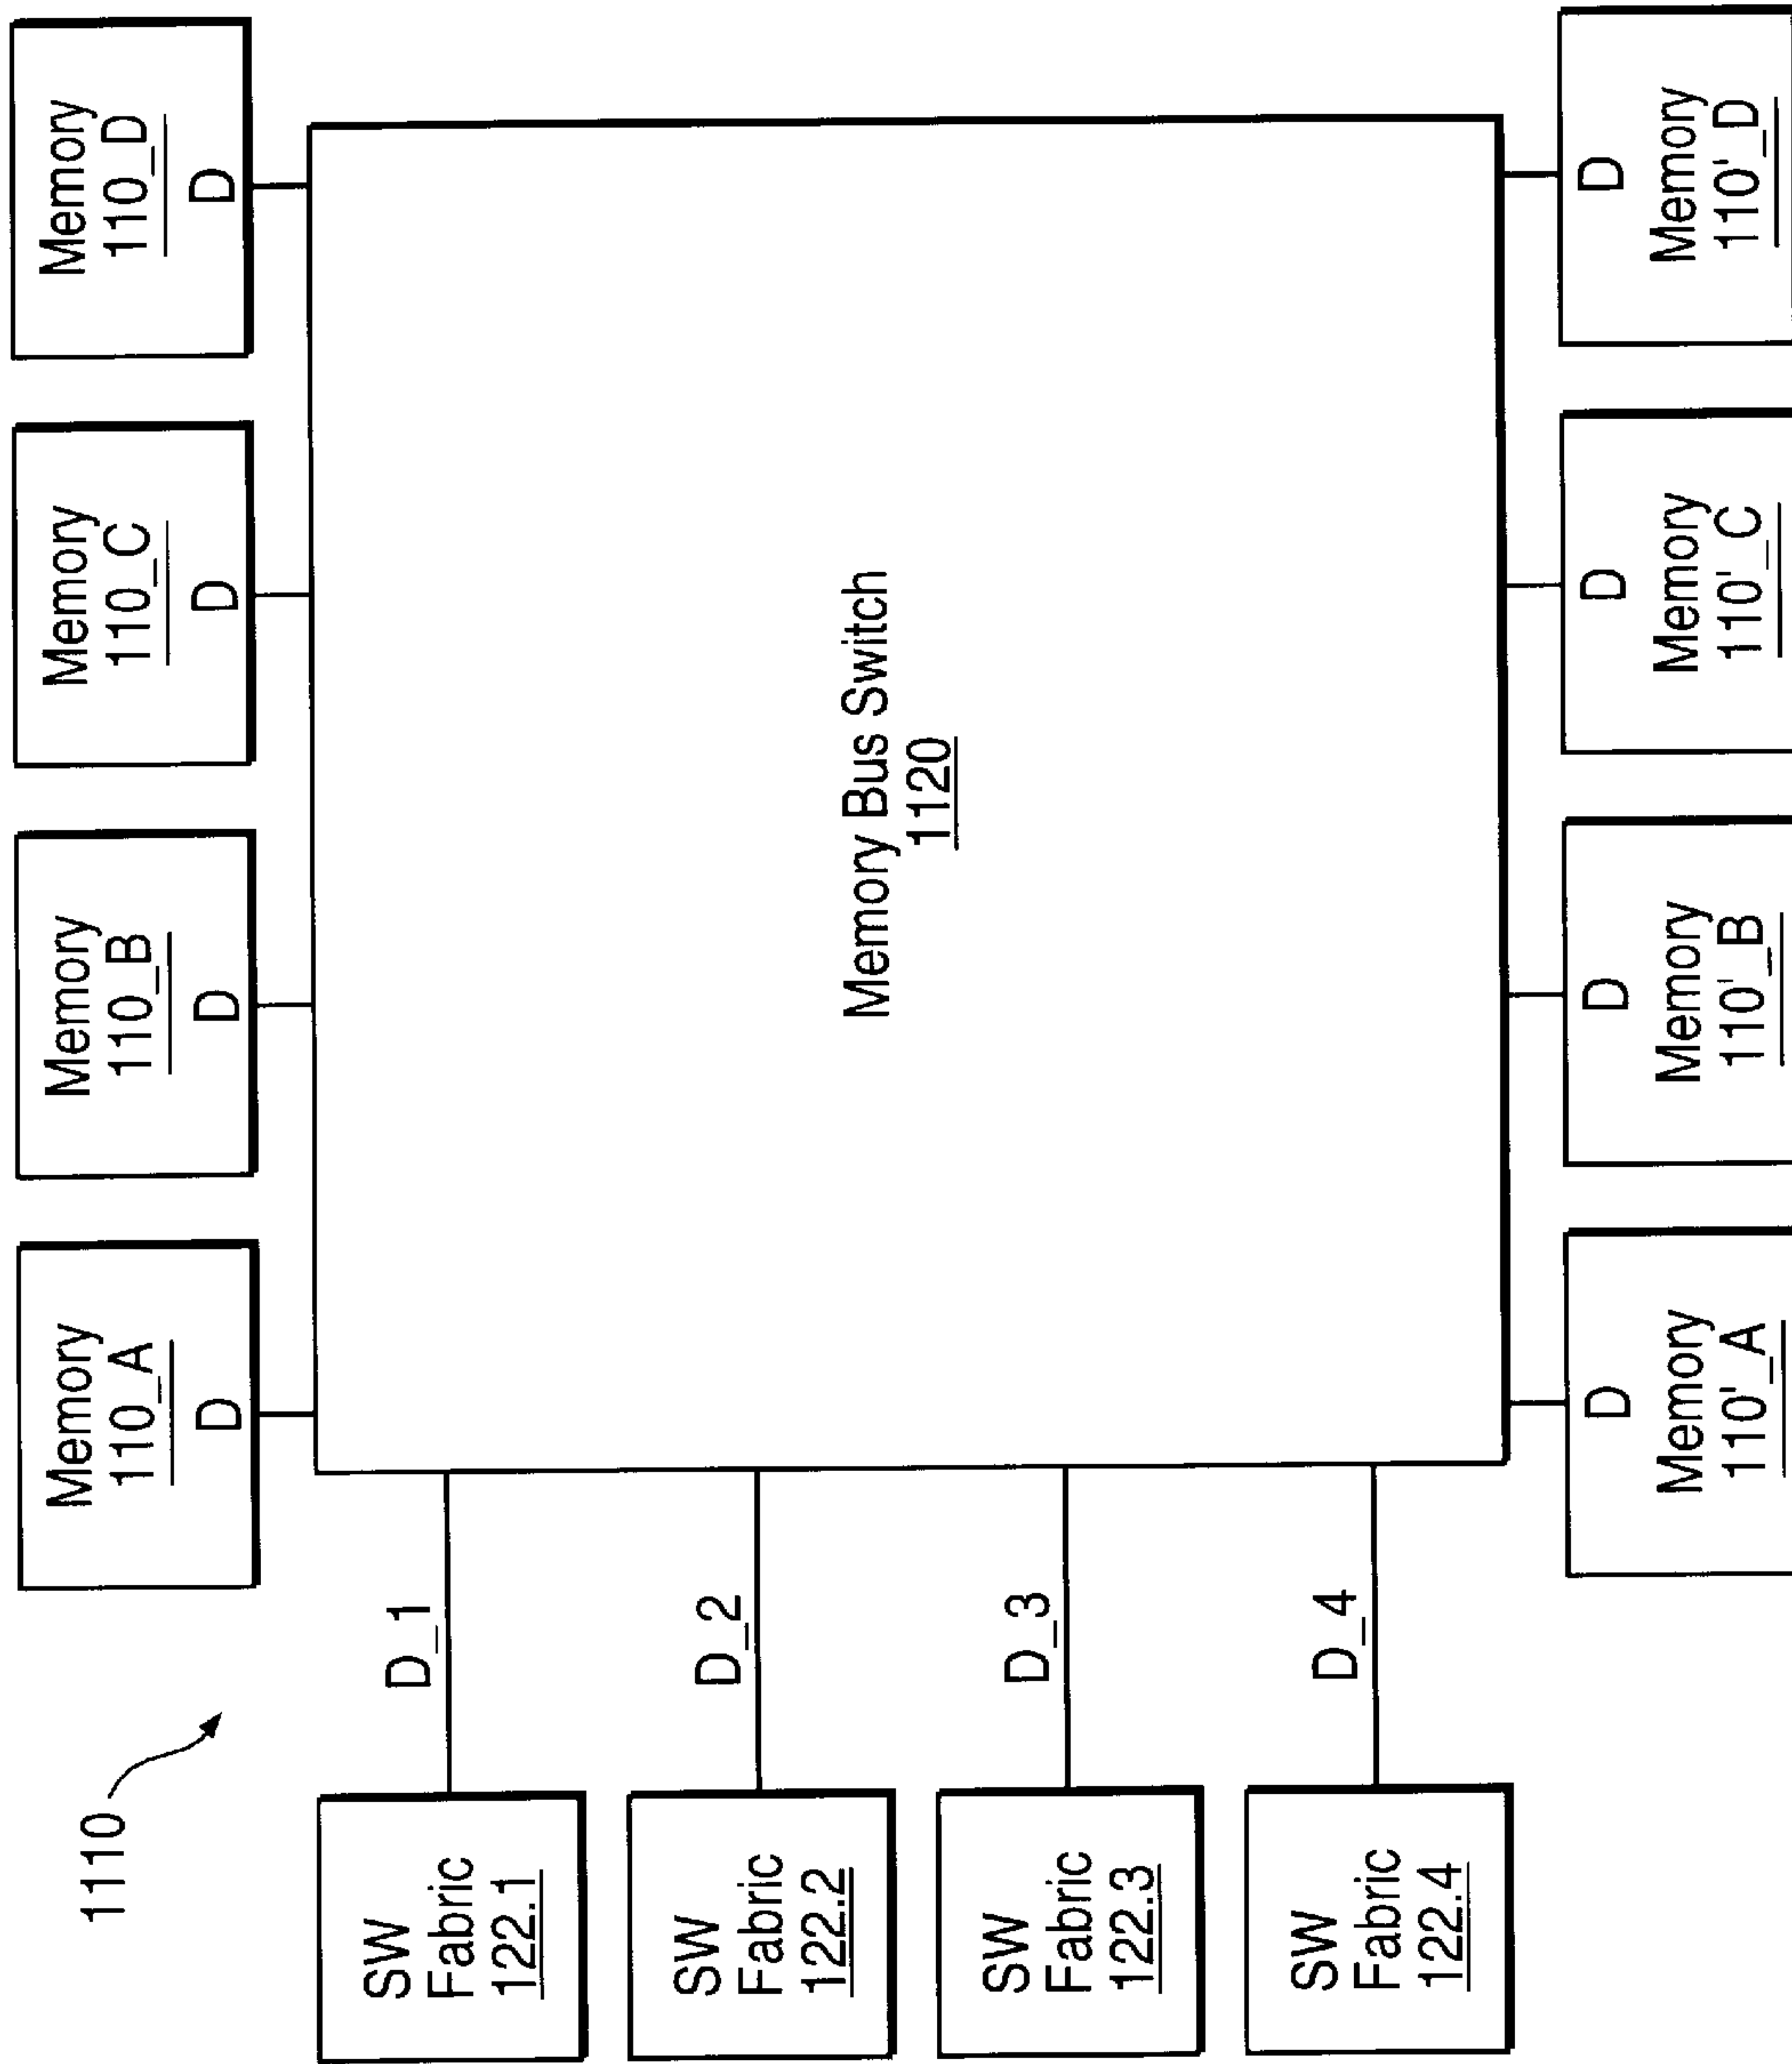 1110
Memory
110_A
D
Memory
110_B
D
Memory
110_C
D
Memory
110_D
D
SW
Fabric
122.1
D_1
SW
Fabric
122.2
D_2
Memory Bus Switch
1120
SW
Fabric
122.3
D_3
SW
Fabric
122.4
D_4
D
Memory
110'_A
D
Memory
110'_B
D
Memory
110'_C
D
Memory
110'_D